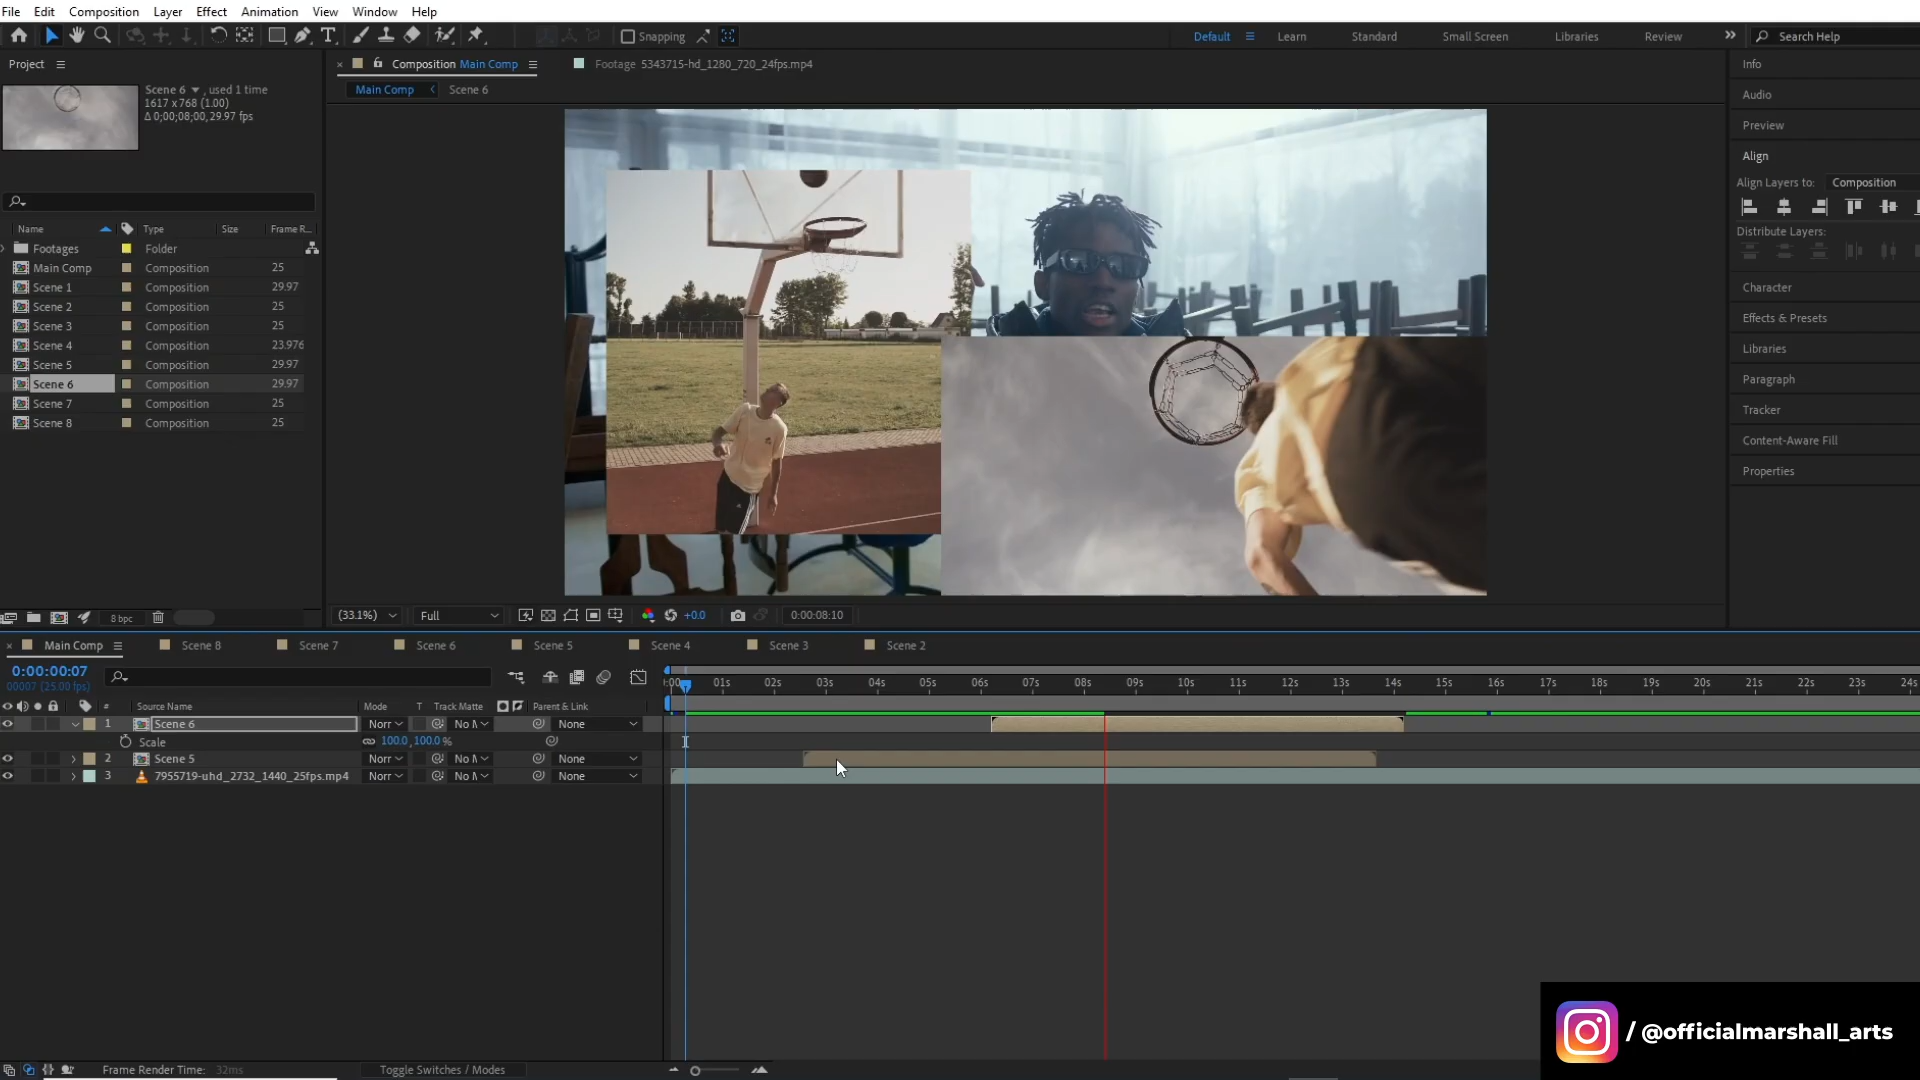 File Edit Composition Layer Effect Animation View Window Help
Snapping
Default Learn Standard Small Screen Libraries Review Search Help
Project
Composition Main Comp
Footage 5343715-hd_1280_720_24fps.mp4
Info
Main Comp Scene 6
Scene 6 , used 1 time
1617 x 768 (1.00)
Δ 0;00;08;00, 29.97 fps
Audio
Preview
Align
Align Layers to: Composition
Distribute Layers:
Character
Effects & Presets
Libraries
Paragraph
Tracker
Content-Aware Fill
Properties
Name Type Size Frame R...
Footages Folder
Main Comp Composition 25
Scene 1 Composition 29.97
Scene 2 Composition 25
Scene 3 Composition 25
Scene 4 Composition 23.976
Scene 5 Composition 29.97
Scene 6 Composition 29.97
Scene 7 Composition 25
Scene 8 Composition 25
8 bpc
(33.1%) Full +0.0 0:00:08:10
Main Comp Scene 8 Scene 7 Scene 6 Scene 5 Scene 4 Scene 3 Scene 2
0:00:00:07
00007 (25.00 fps)
:00 01s 02s 03s 04s 05s 06s 07s 08s 09s 10s 11s 12s 13s 14s 15s 16s 17s 18s 19s 20s 21s 22s 23s 24s
# Source Name Mode T Track Matte Parent & Link
1 Scene 6 Norr No M None
Scale 100.0, 100.0 %
2 Scene 5 Norr No M None
3 7955719-uhd_2732_1440_25fps.mp4 Norr No M None
/ @officialmarshall_arts
Frame Render Time: 32ms Toggle Switches / Modes